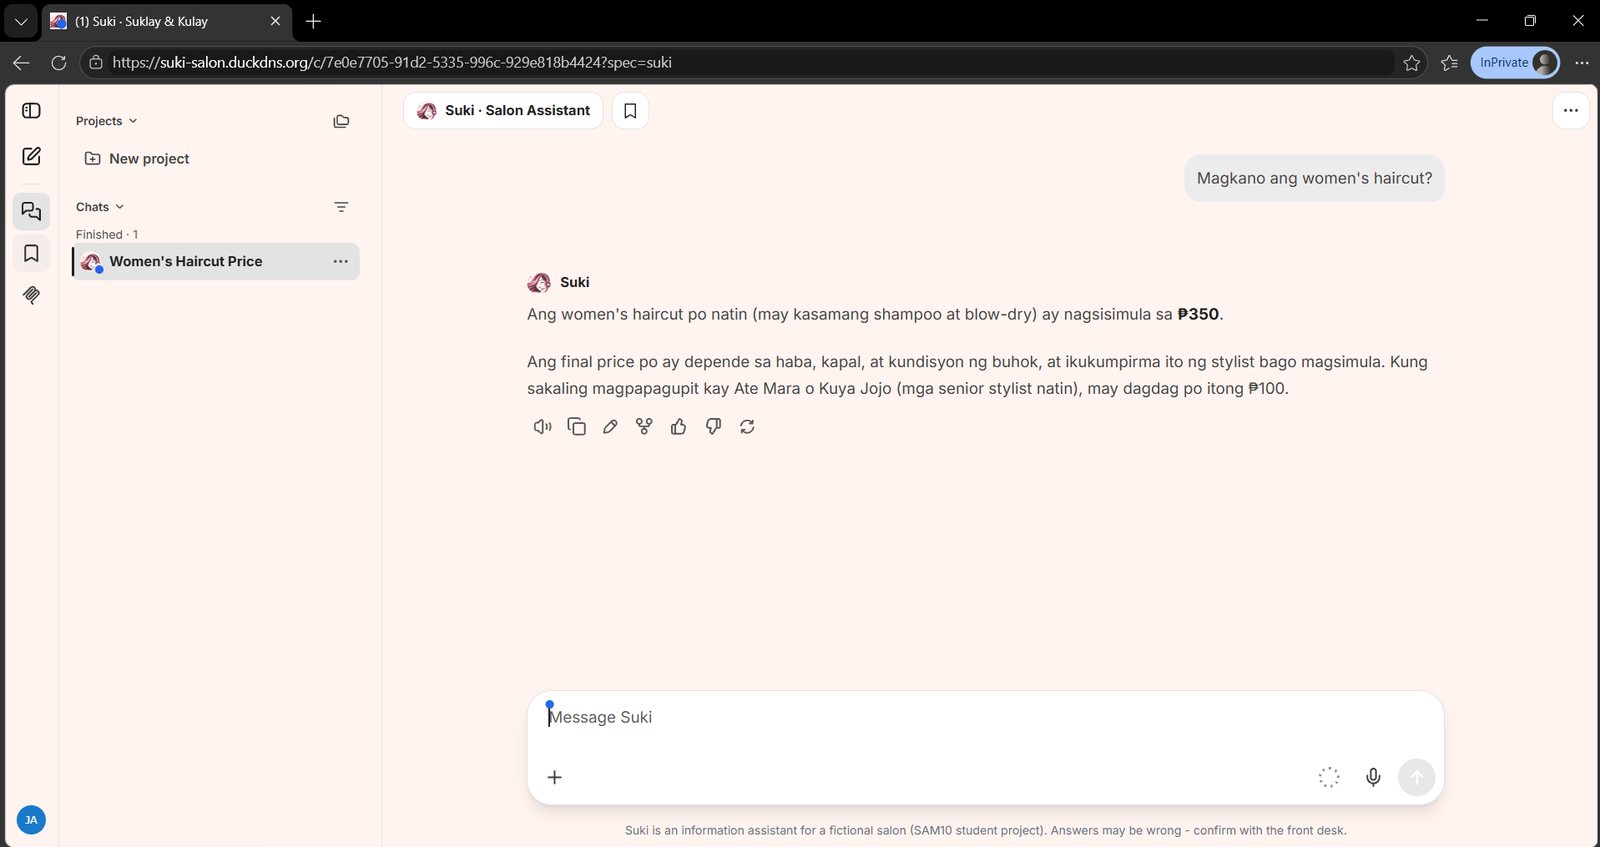 (1) Suki · Suklay & Kulay
https://suki-salon.duckdns.org/c/7e0e7705-91d2-5335-996c-929e818b4424?spec=suki
InPrivate
Projects
New project
Chats
Finished · 1
Women's Haircut Price
JA
Suki · Salon Assistant
Magkano ang women's haircut?
Suki
Ang women's haircut po natin (may kasamang shampoo at blow-dry) ay nagsisimula sa ₱350.
Ang final price po ay depende sa haba, kapal, at kundisyon ng buhok, at ikukumpirma ito ng stylist bago magsimula. Kung
sakaling magpapagupit kay Ate Mara o Kuya Jojo (mga senior stylist natin), may dagdag po itong ₱100.
Message Suki
Suki is an information assistant for a fictional salon (SAM10 student project). Answers may be wrong - confirm with the front desk.